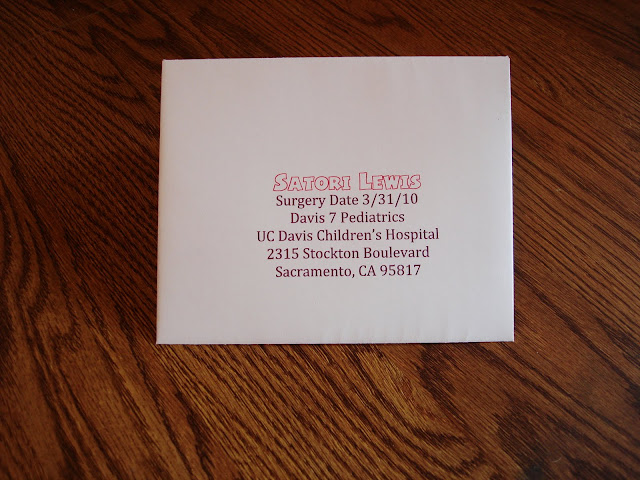 Satori Lewis
Surgery Date 3/31/10
Davis 7 Pediatrics
UC Davis Children's Hospital
2315 Stockton Boulevard
Sacramento, CA 95817